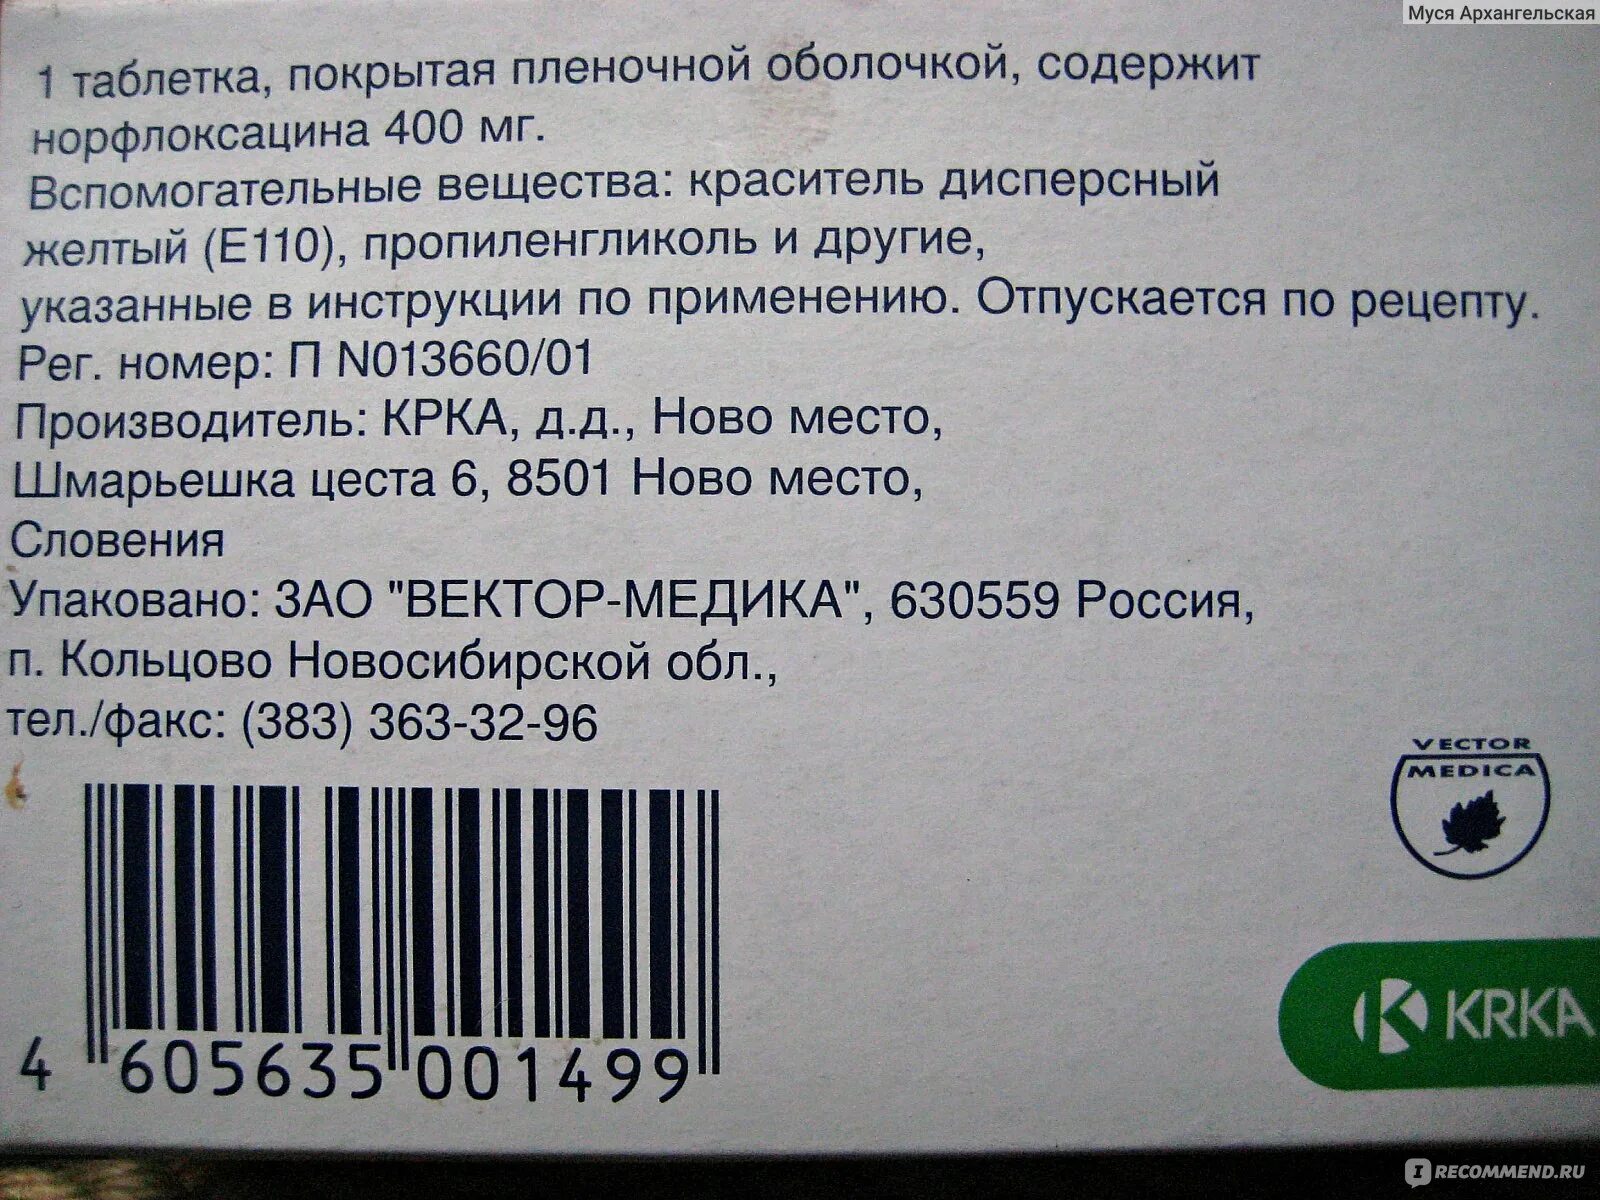 Муся Архангельская
1 таблетка, покрытая пленочной оболочкой, содержит
норфлоксацина 400 мг.
Вспомогательные вещества: краситель дисперсный
желтый (Е110), пропиленгликоль и другие,
указанные в инструкции по применению. Отпускается по рецепту.
Рег. номер: П N013660/01
Производитель: КРКА, д.д., Ново место,
Шмарьешка цеста 6, 8501 Ново место,
Словения
Упаковано: ЗАО "ВЕКТОР-МЕДИКА", 630559 Россия,
п. Кольцово Новосибирской обл.,
тел./факс: (383) 363-32-96
VECTOR
MEDICA
KRKA
4 605635 001499
IRECOMMEND.RU